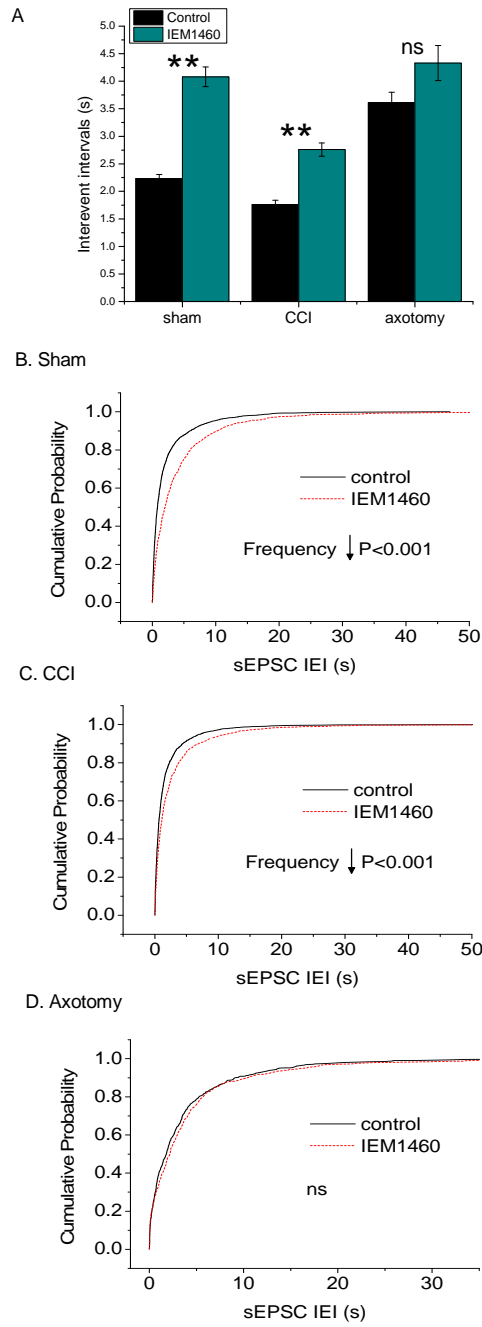 A
Control
IEM1460
**
**
ns
Interevent intervals (s)
5.0
4.5
4.0
3.5
3.0
2.5
2.0
1.5
1.0
0.5
0.0
sham CCI axotomy
B. Sham
Cumulative Probability
1.0
0.8
0.6
0.4
0.2
0.0
control
IEM1460
Frequency ↓ P<0.001
0 10 20 30 40 50
sEPSC IEI (s)
C. CCI
Cumulative Probability
1.0
0.8
0.6
0.4
0.2
0.0
control
IEM1460
Frequency ↓ P<0.001
0 10 20 30 40 50
sEPSC IEI (s)
D. Axotomy
Cumulative Probability
1.0
0.8
0.6
0.4
0.2
0.0
control
IEM1460
ns
0 10 20 30
sEPSC IEI (s)